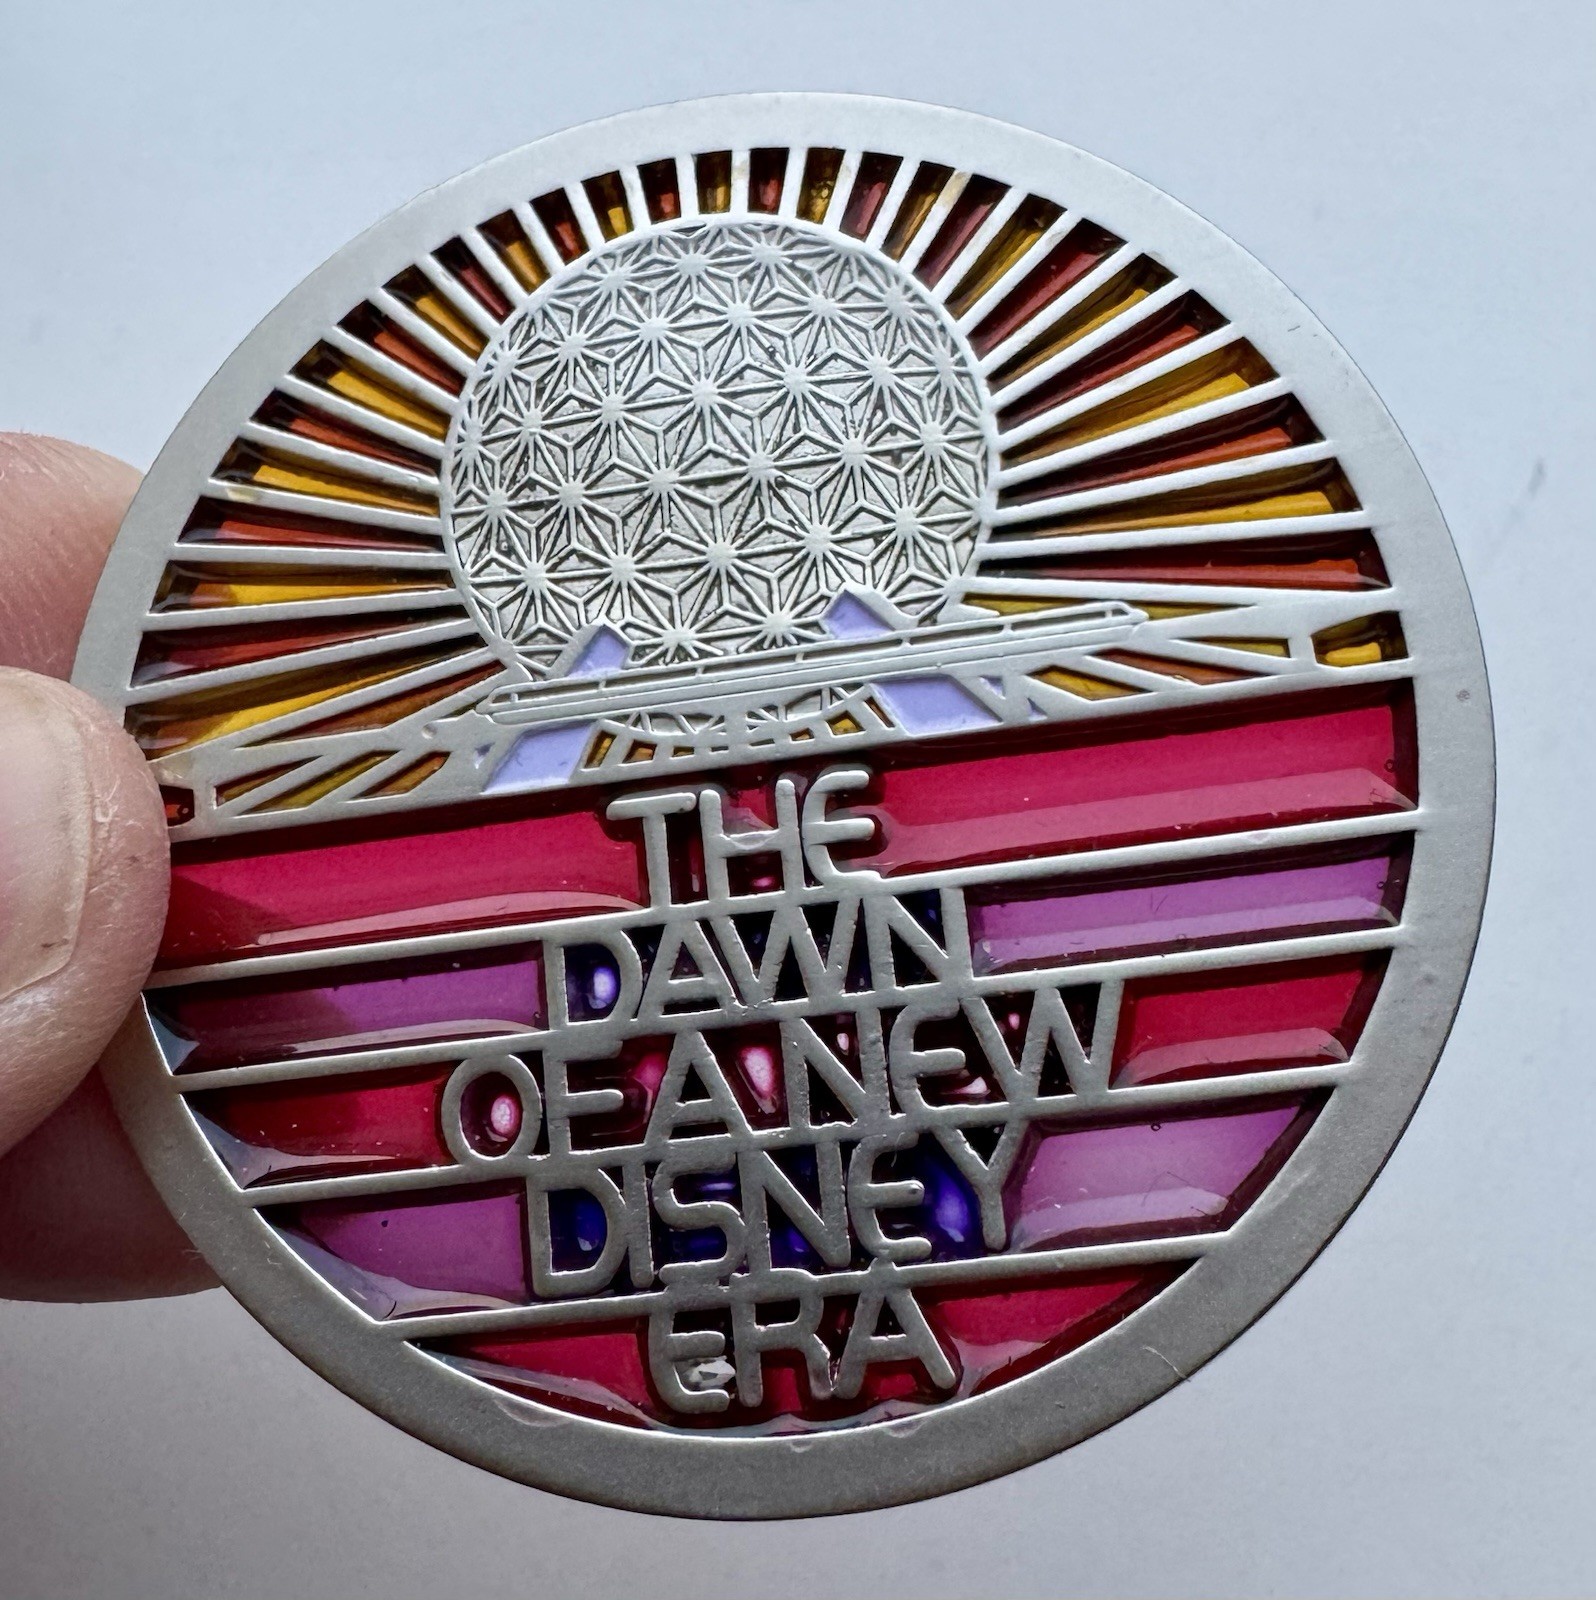 THE
DAWN
OF A NEW
DISNEY
ERA